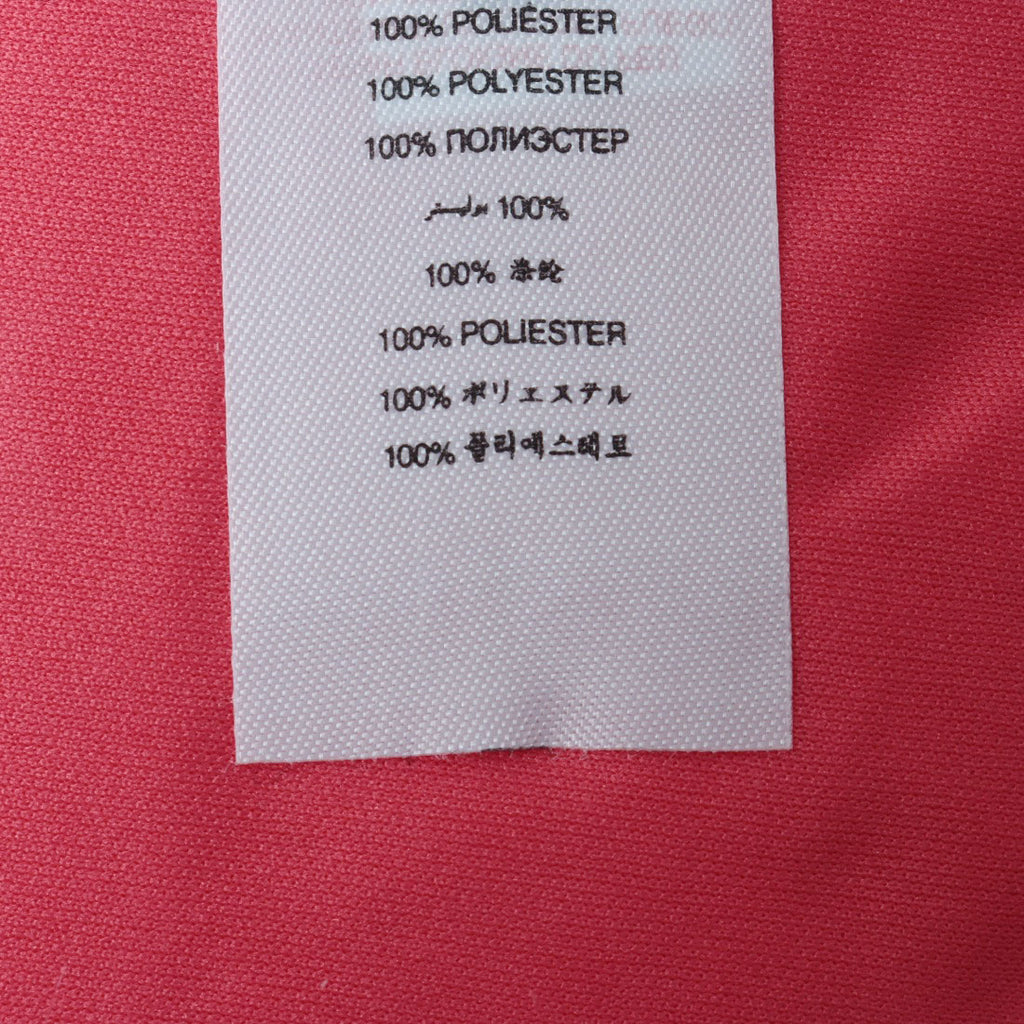 100% POLIÉSTER
100% POLYESTER
100% ПОЛИЭСТЕР
100% بوليستر
100% 涤纶
100% POLIESTER
100% ポリエステル
100% 폴리에스테르